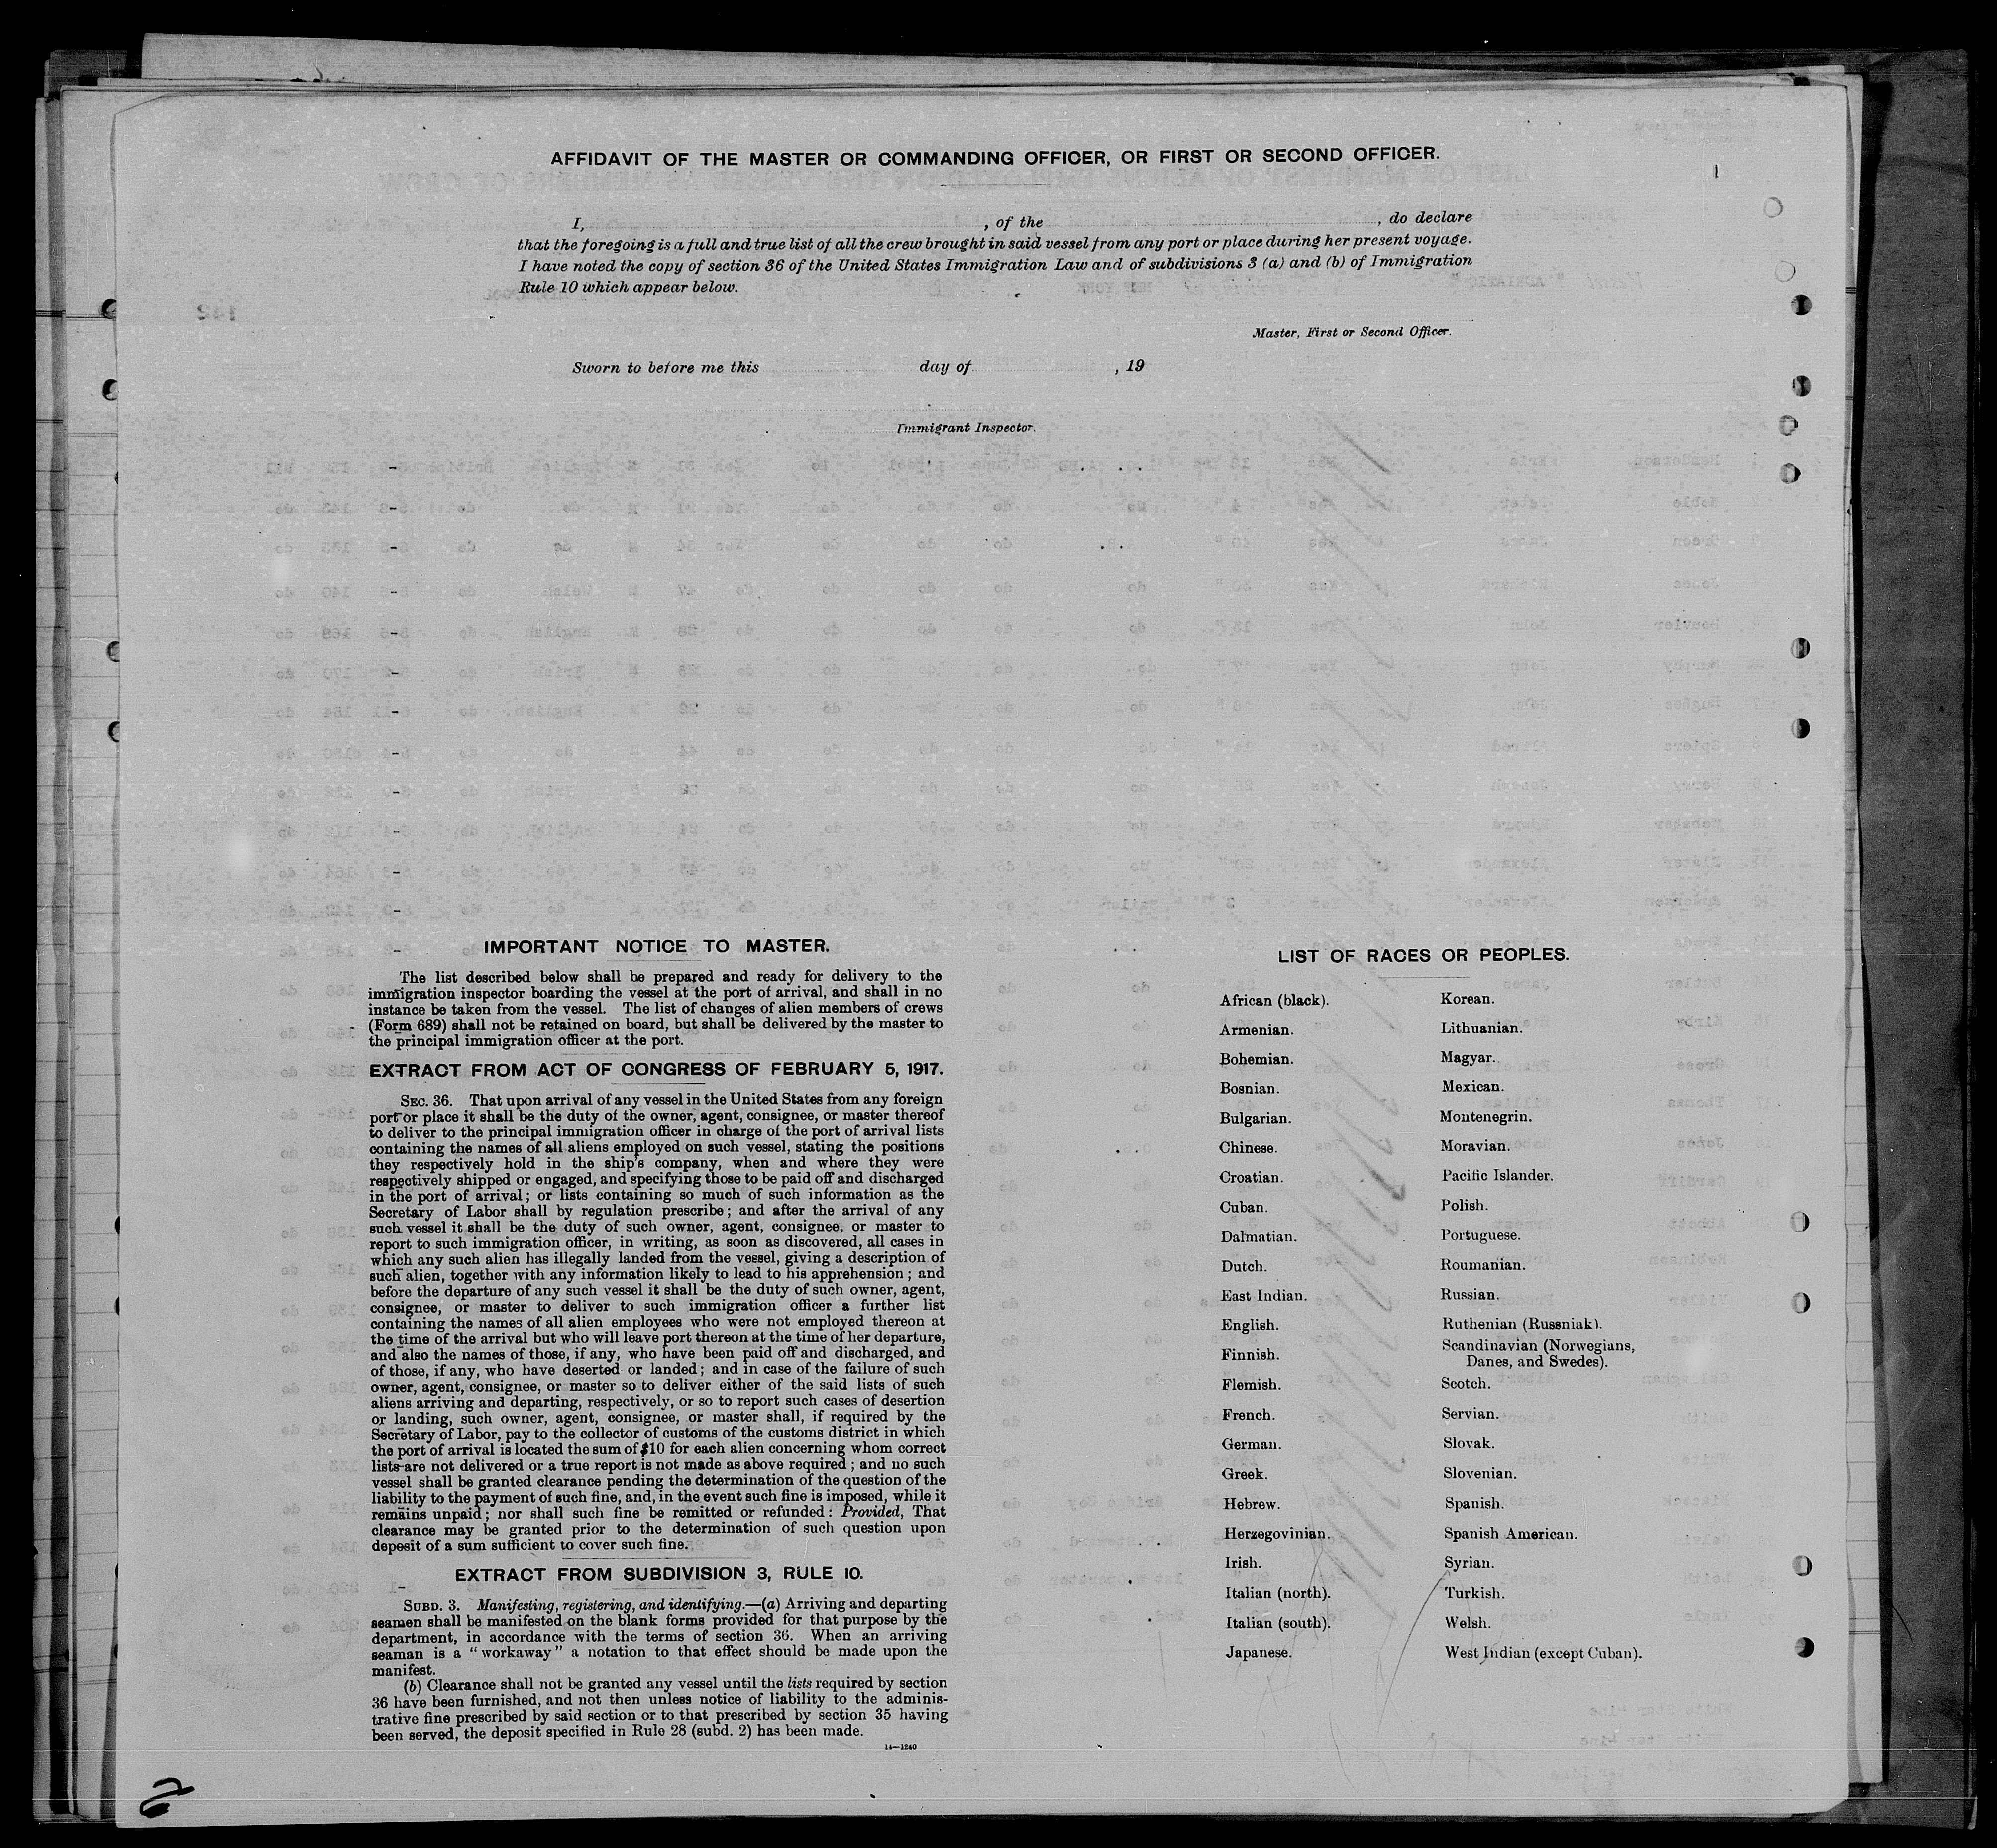 AFFIDAVIT OF THE MASTER OR COMMANDING OFFICER, OR FIRST OR SECOND OFFICER.
I, , of the , do declare
that the foregoing is a full and true list of all the crew brought in said vessel from any port or place during her present voyage.
I have noted the copy of section 36 of the United States Immigration Law and of subdivisions 3 (a) and (b) of Immigration
Rule 10 which appear below.
Master, First or Second Officer.
Sworn to before me this day of , 19
Immigrant Inspector.
IMPORTANT NOTICE TO MASTER.
The list described below shall be prepared and ready for delivery to the
immigration inspector boarding the vessel at the port of arrival, and shall in no
instance be taken from the vessel. The list of changes of alien members of crews
(Form 689) shall not be retained on board, but shall be delivered by the master to
the principal immigration officer at the port.
EXTRACT FROM ACT OF CONGRESS OF FEBRUARY 5, 1917.
SEC. 36. That upon arrival of any vessel in the United States from any foreign
port or place it shall be the duty of the owner, agent, consignee, or master thereof
to deliver to the principal immigration officer in charge of the port of arrival lists
containing the names of all aliens employed on such vessel, stating the positions
they respectively hold in the ship's company, when and where they were
respectively shipped or engaged, and specifying those to be paid off and discharged
in the port of arrival; or lists containing so much of such information as the
Secretary of Labor shall by regulation prescribe; and after the arrival of any
such vessel it shall be the duty of such owner, agent, consignee, or master to
report to such immigration officer, in writing, as soon as discovered, all cases in
which any such alien has illegally landed from the vessel, giving a description of
such alien, together with any information likely to lead to his apprehension; and
before the departure of any such vessel it shall be the duty of such owner, agent,
consignee, or master to deliver to such immigration officer a further list
containing the names of all alien employees who were not employed thereon at
the time of the arrival but who will leave port thereon at the time of her departure,
and also the names of those, if any, who have been paid off and discharged, and
of those, if any, who have deserted or landed; and in case of the failure of such
owner, agent, consignee, or master so to deliver either of the said lists of such
aliens arriving and departing, respectively, or so to report such cases of desertion
or landing, such owner, agent, consignee, or master shall, if required by the
Secretary of Labor, pay to the collector of customs of the customs district in which
the port of arrival is located the sum of $10 for each alien concerning whom correct
lists are not delivered or a true report is not made as above required; and no such
vessel shall be granted clearance pending the determination of the question of the
liability to the payment of such fine, and, in the event such fine is imposed, while it
remains unpaid; nor shall such fine be remitted or refunded: Provided, That
clearance may be granted prior to the determination of such question upon
deposit of a sum sufficient to cover such fine.
EXTRACT FROM SUBDIVISION 3, RULE 10.
SUBD. 3. Manifesting, registering, and identifying.—(a) Arriving and departing
seamen shall be manifested on the blank forms provided for that purpose by the
department, in accordance with the terms of section 36. When an arriving
seaman is a "workaway" a notation to that effect should be made upon the
manifest.
(b) Clearance shall not be granted any vessel until the lists required by section
36 have been furnished, and not then unless notice of liability to the adminis-
trative fine prescribed by said section or to that prescribed by section 35 having
been served, the deposit specified in Rule 28 (subd. 2) has been made.
14—1240
LIST OF RACES OR PEOPLES.
African (black).
Armenian.
Bohemian.
Bosnian.
Bulgarian.
Chinese.
Croatian.
Cuban.
Dalmatian.
Dutch.
East Indian.
English.
Finnish.
Flemish.
French.
German.
Greek.
Hebrew.
Herzegovinian.
Irish.
Italian (north).
Italian (south).
Japanese.
Korean.
Lithuanian.
Magyar.
Mexican.
Montenegrin.
Moravian.
Pacific Islander.
Polish.
Portuguese.
Roumanian.
Russian.
Ruthenian (Russniak).
Scandinavian (Norwegians,
Danes, and Swedes).
Scotch.
Servian.
Slovak.
Slovenian.
Spanish.
Spanish American.
Syrian.
Turkish.
Welsh.
West Indian (except Cuban).